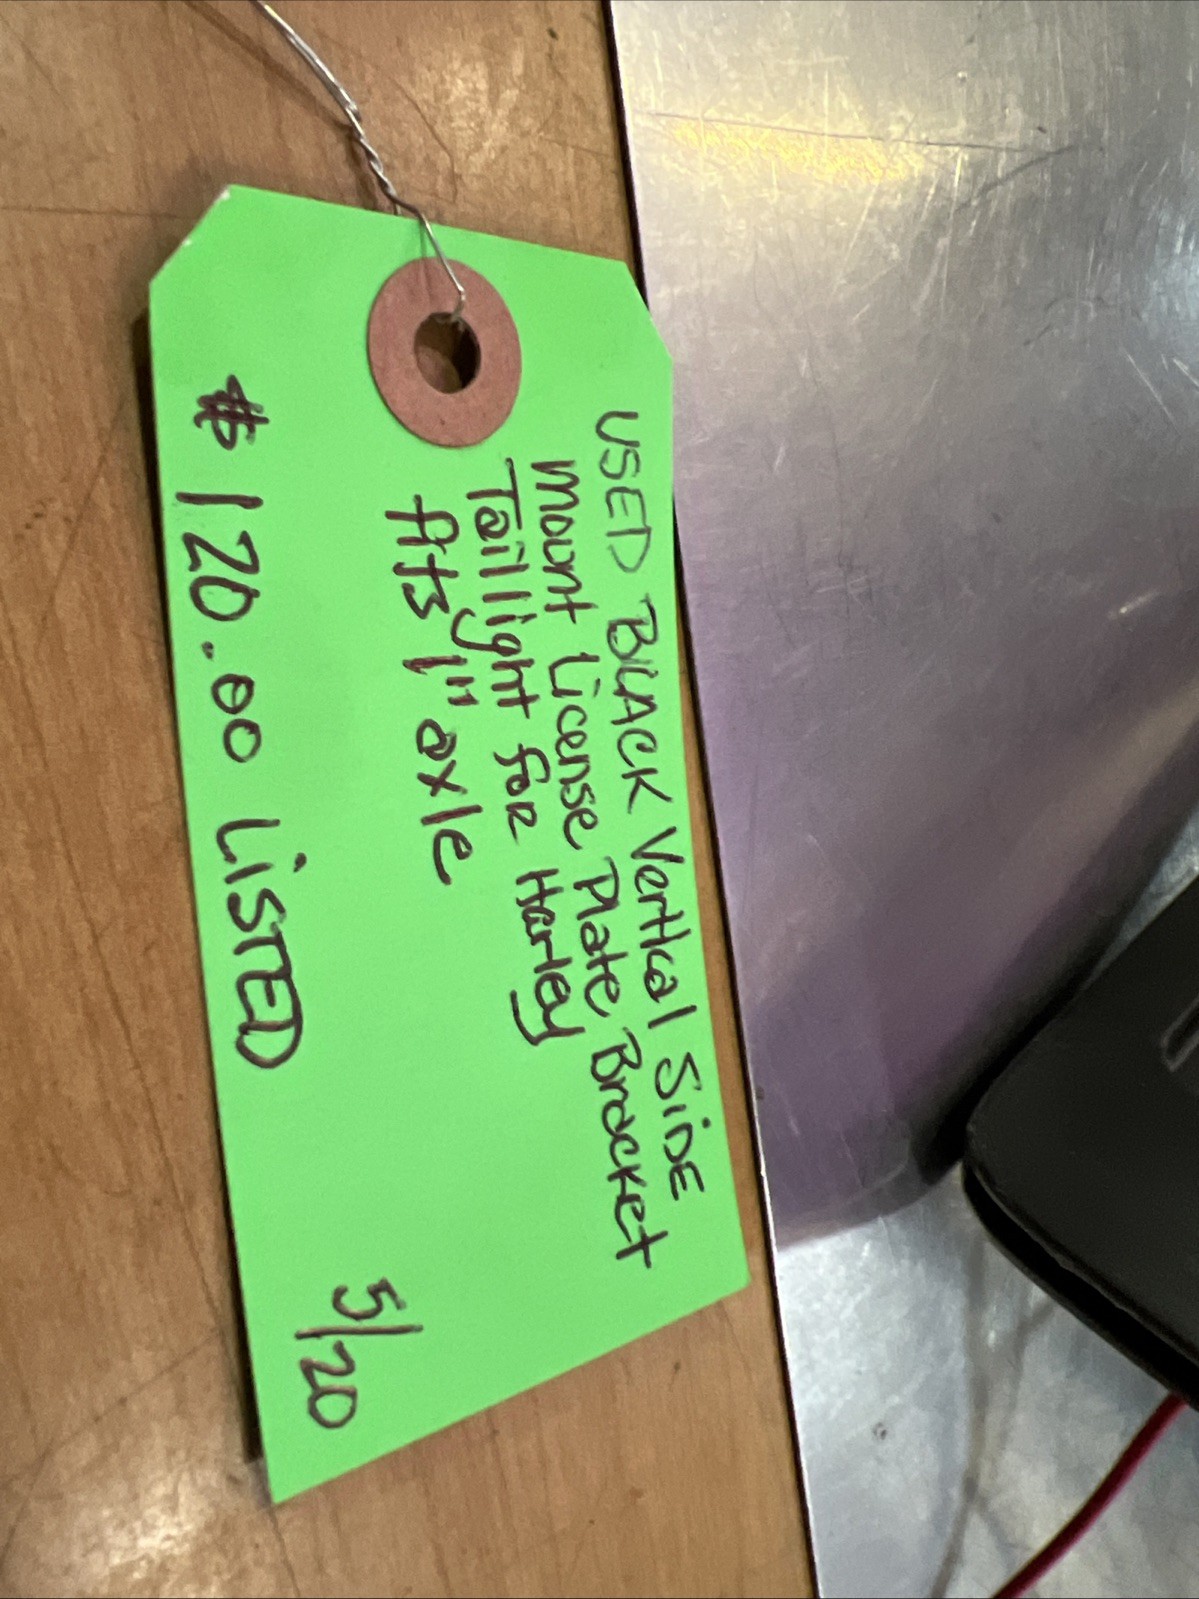 USED BLACK Vertical SiDE
mount License Plate Bracket
Taillight foR Harley
fits 1" axle
$120.00 LiSTED
5/20